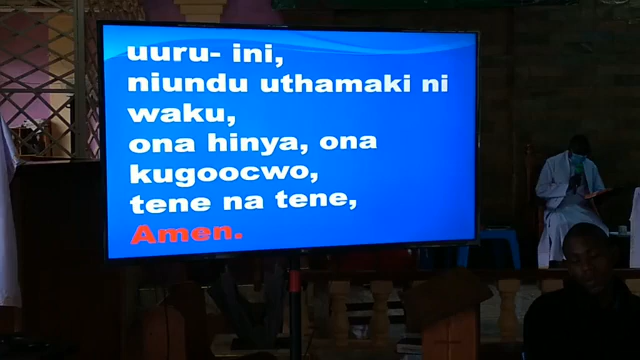 uuru- ini,
niundu uthamaki ni
waku,
ona hinya, ona
kugoocwo,
tene na tene,
Amen.